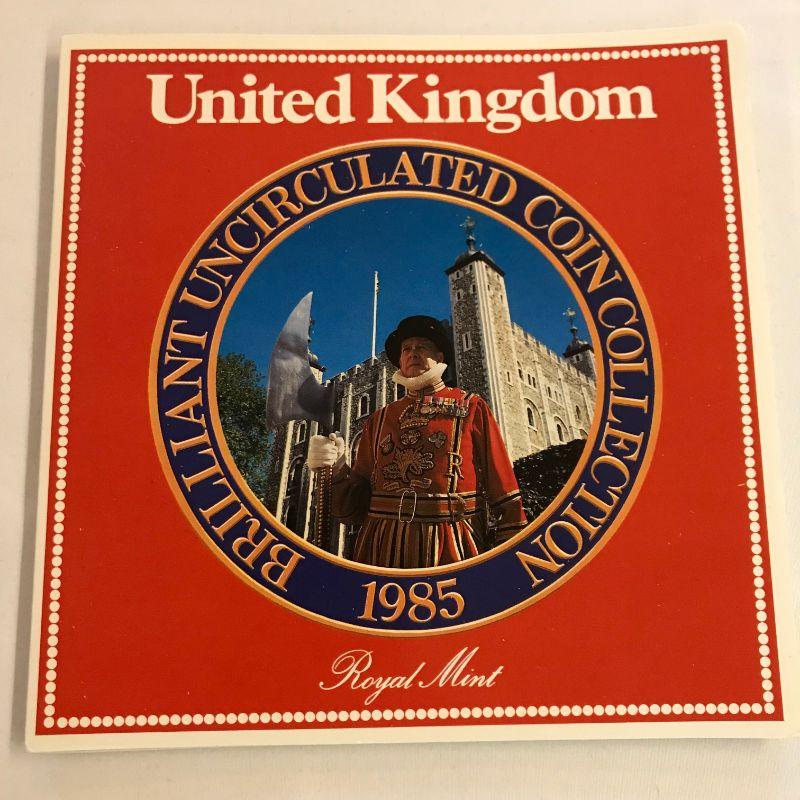 United Kingdom
BRILLIANT UNCIRCULATED COIN COLLECTION
1985
Royal Mint